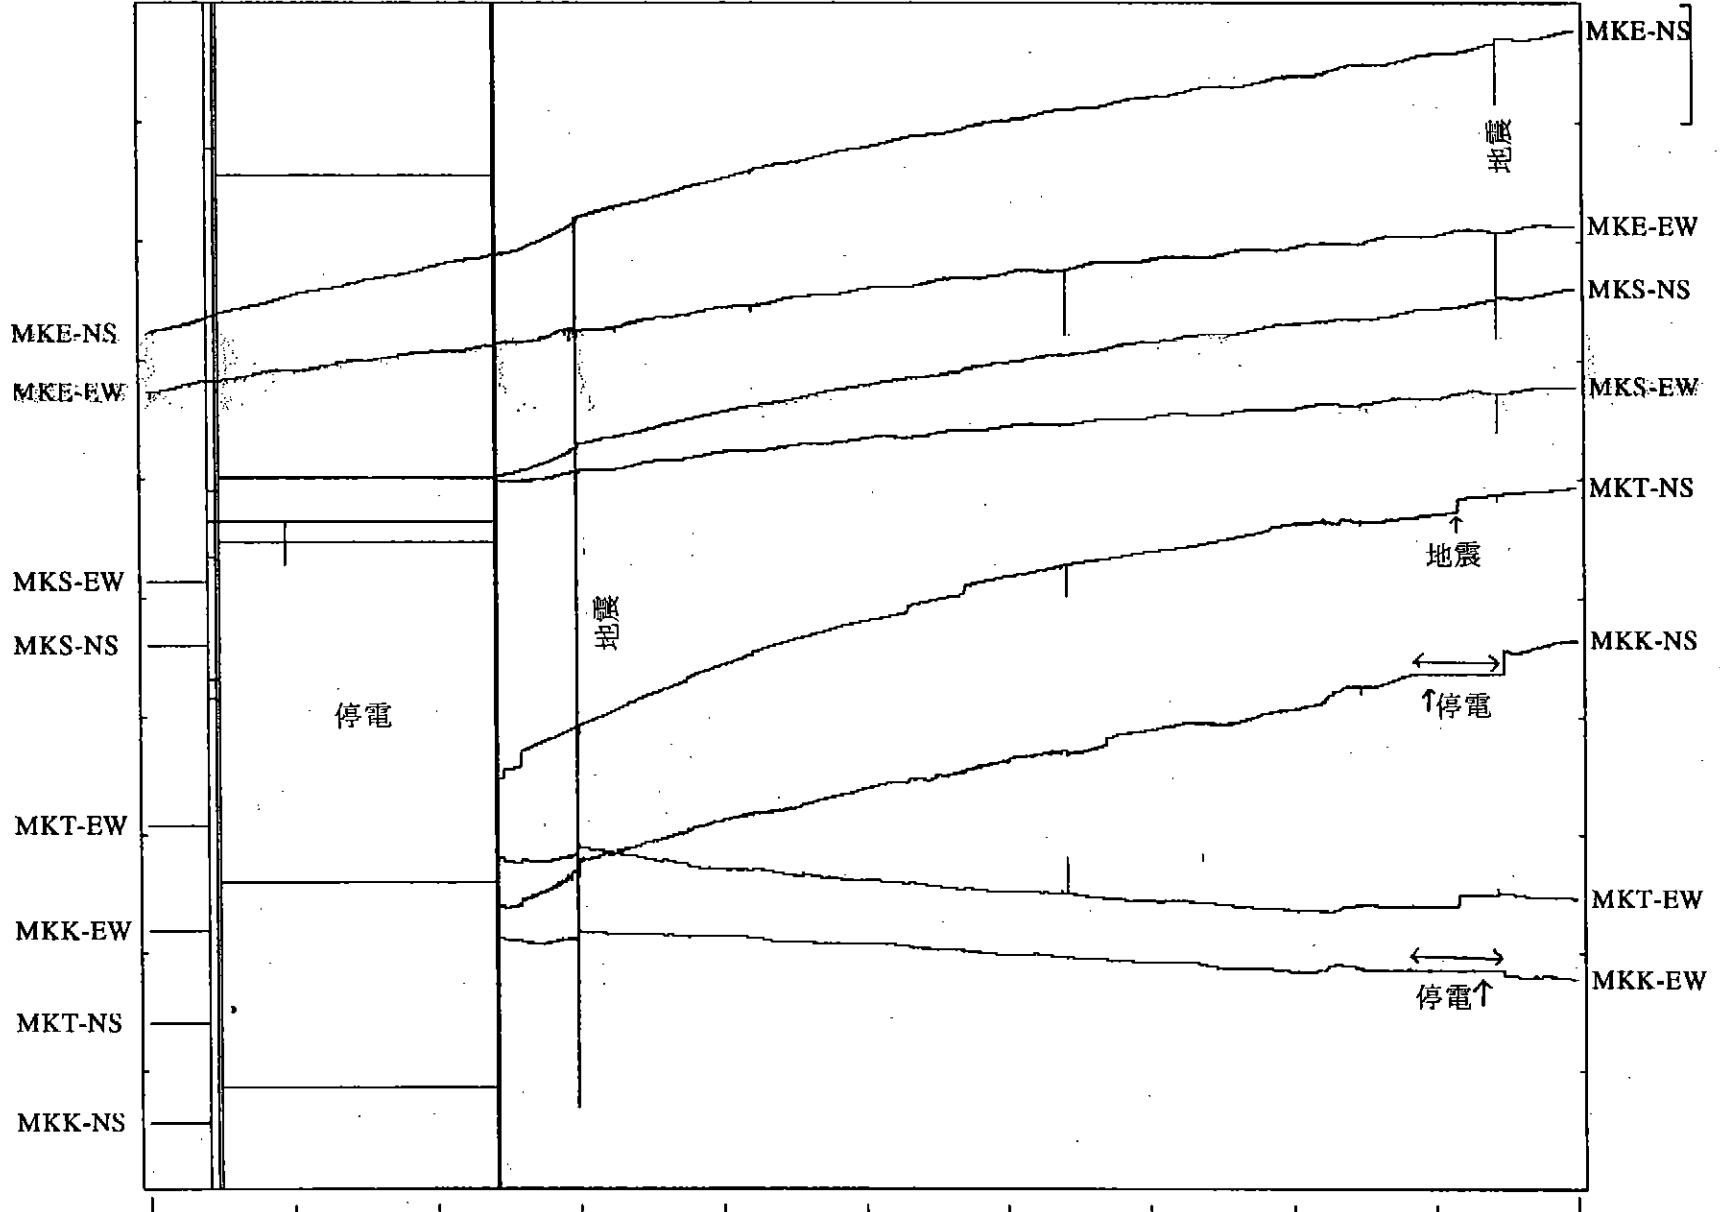 MKE-NS
MKE-EW
MKS-EW
MKS-NS
MKT-EW
MKK-EW
MKT-NS
MKK-NS
停電
地震
地震
MKE-NS
MKE-EW
MKS-NS
MKS-EW
MKT-NS
↑
地震
MKK-NS
↑停電
MKT-EW
停電↑
MKK-EW